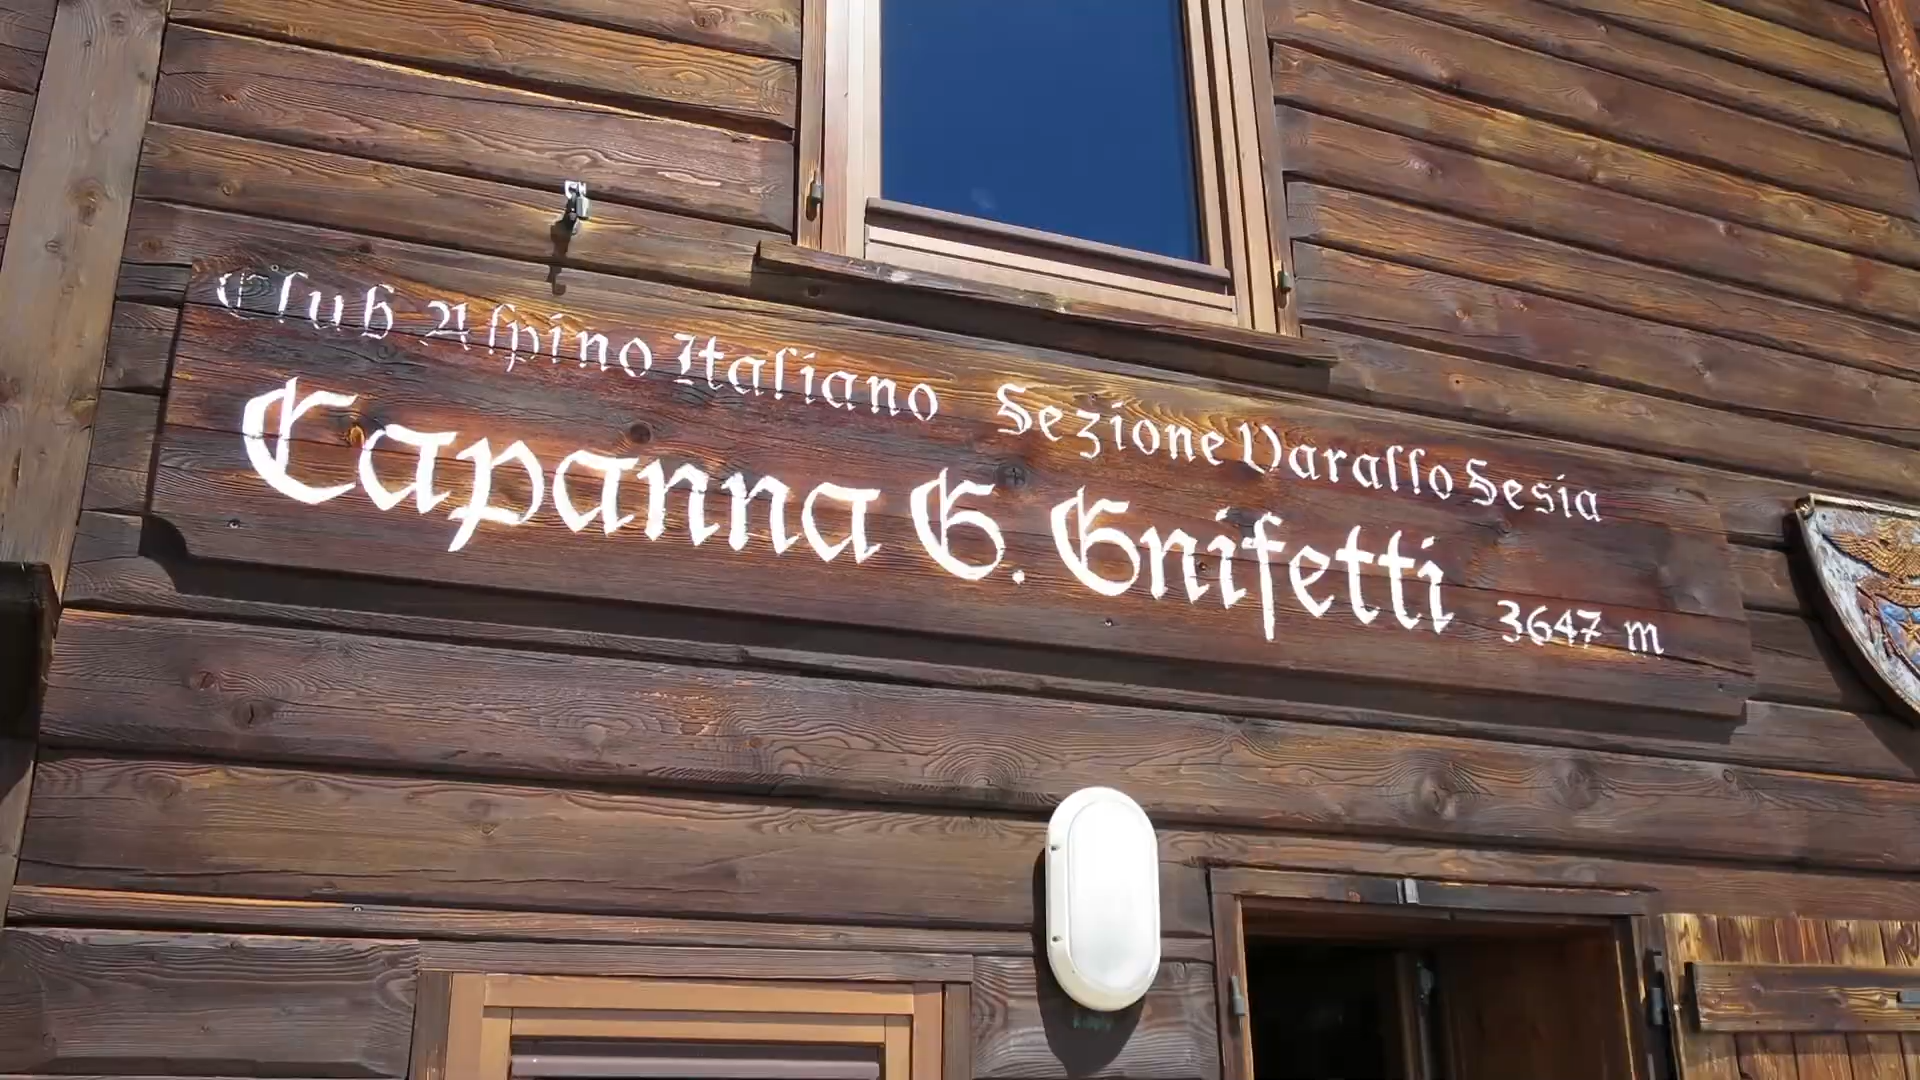 Club Alpino Italiano Sezione Varallo Sesia
Capanna G. Gnifetti 3647 m